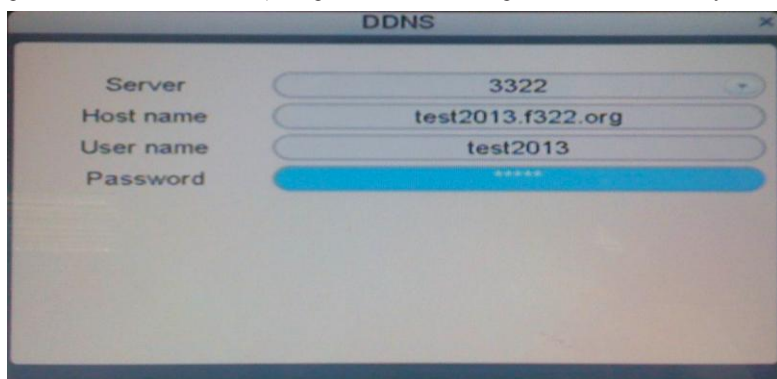 DDNS
Server 3322
Host name test2013.f322.org
User name test2013
Password *****